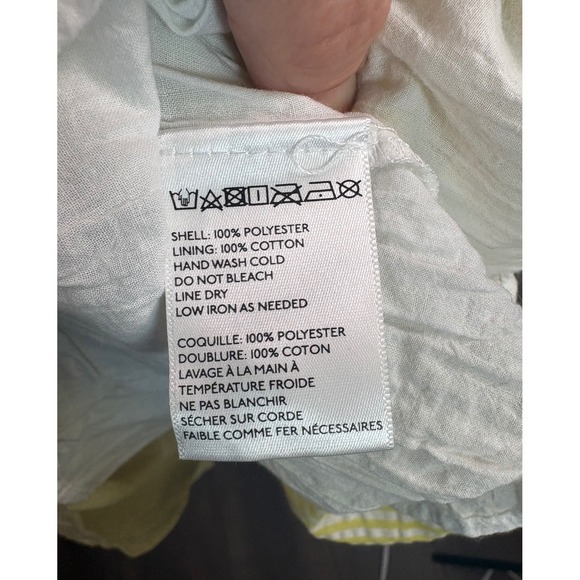 SHELL: 100% POLYESTER
LINING: 100% COTTON
HAND WASH COLD
DO NOT BLEACH
LINE DRY
LOW IRON AS NEEDED
COQUILLE: 100% POLYESTER
DOUBLURE: 100% COTON
LAVAGE À LA MAIN À
TEMPÉRATURE FROIDE
NE PAS BLANCHIR
SÉCHER SUR CORDE
FAIBLE COMME FER NÉCESSAIRES